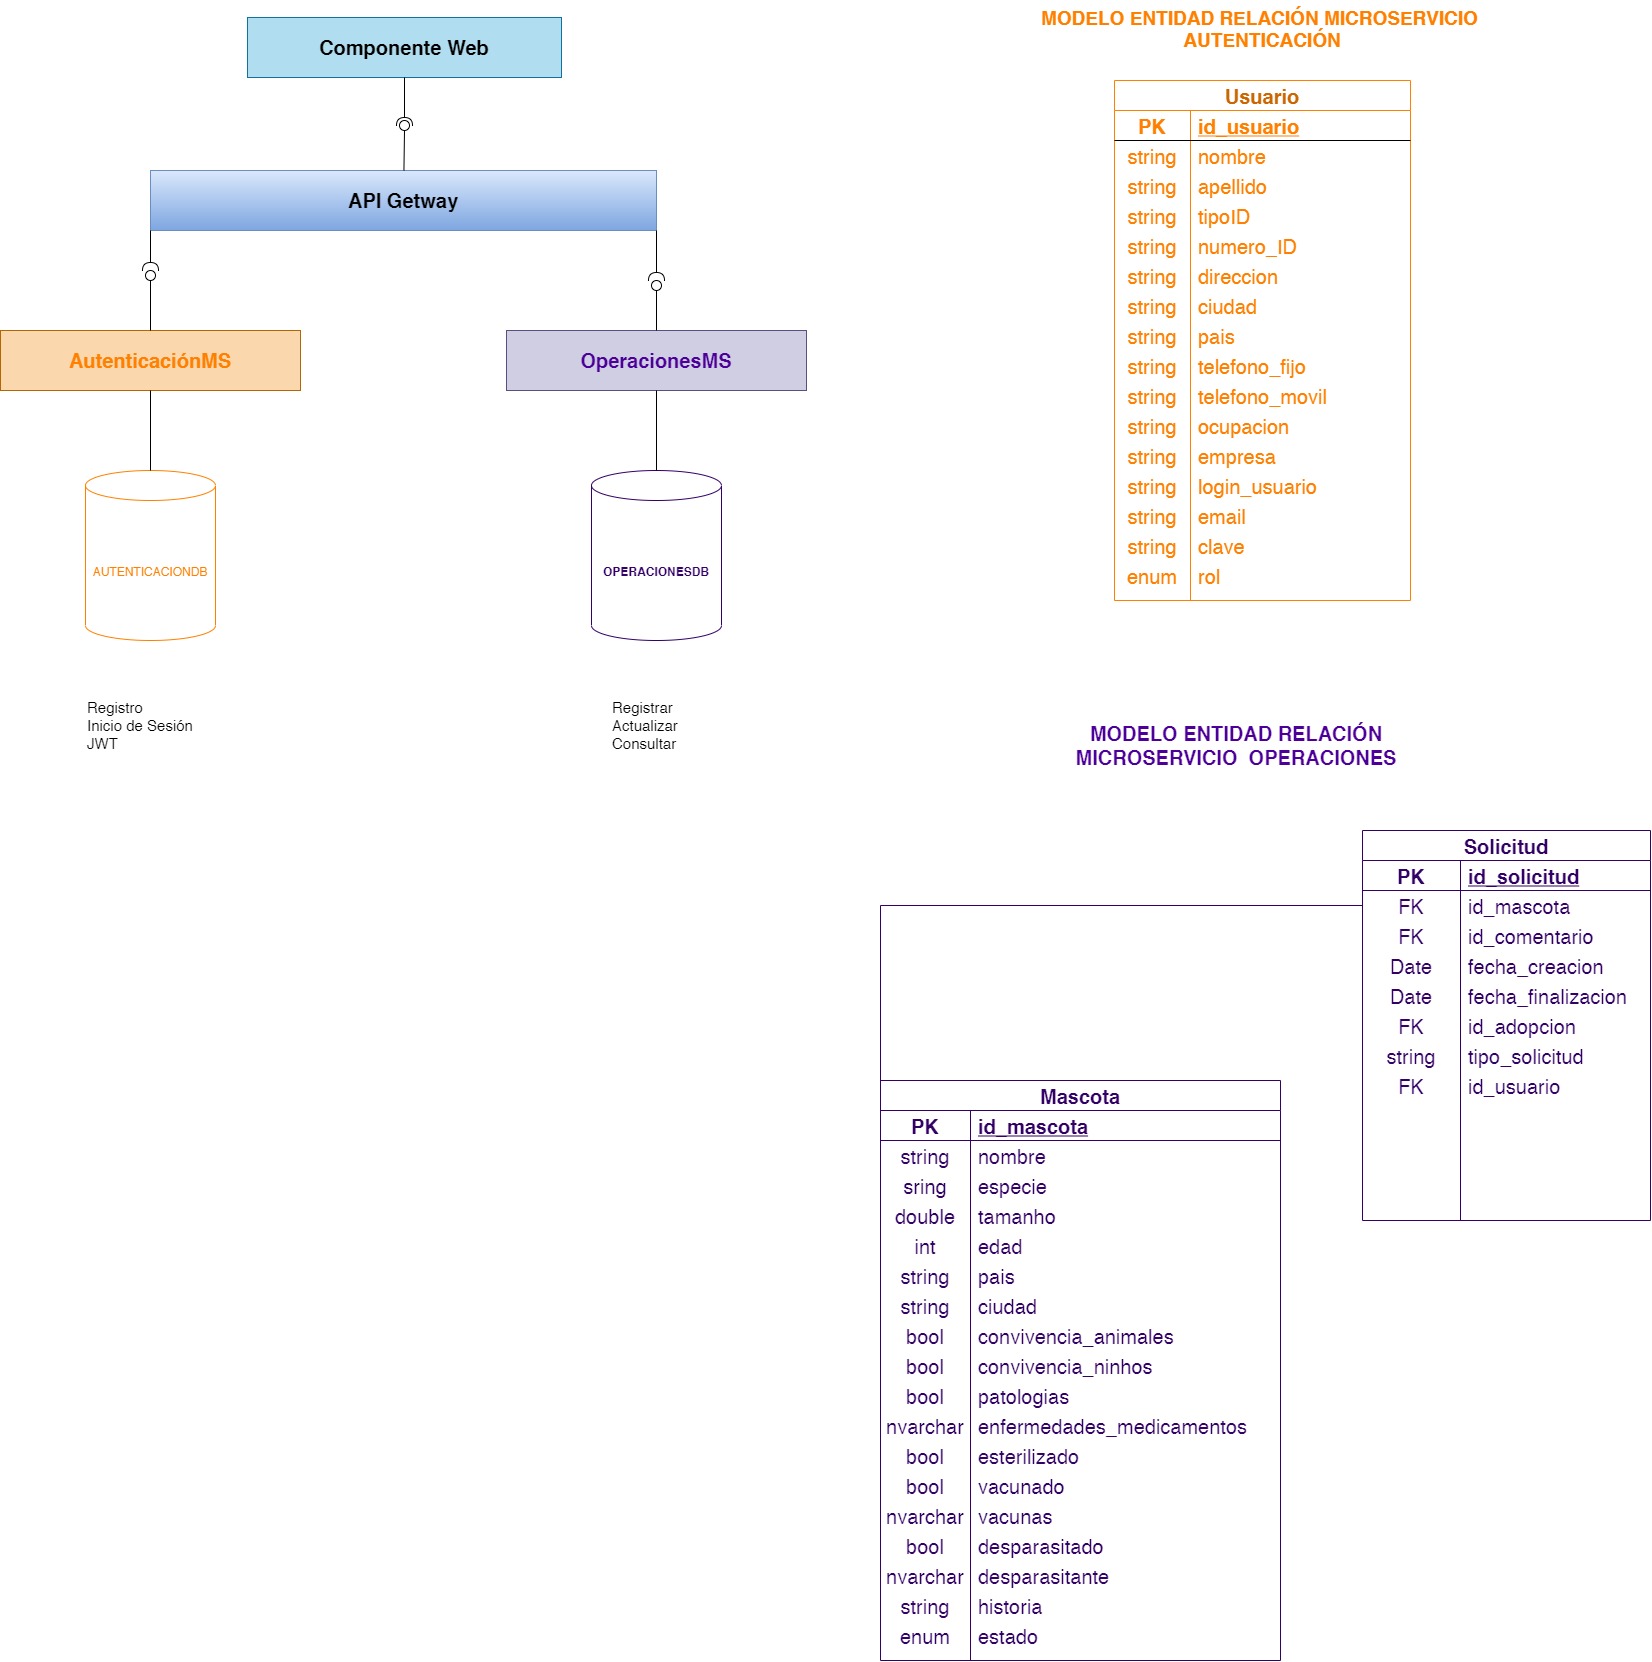 Componente Web
API Getway
AutenticaciónMS
OperacionesMS
AUTENTICACIONDB
OPERACIONESDB
Registro
Inicio de Sesión
JWT
Registrar
Actualizar
Consultar
MODELO ENTIDAD RELACIÓN MICROSERVICIO
AUTENTICACIÓN
Usuario
PK id_usuario
string nombre
string apellido
string tipoID
string numero_ID
string direccion
string ciudad
string pais
string telefono_fijo
string telefono_movil
string ocupacion
string empresa
string login_usuario
string email
string clave
enum rol
MODELO ENTIDAD RELACIÓN
MICROSERVICIO OPERACIONES
Solicitud
PK id_solicitud
FK id_mascota
FK id_comentario
Date fecha_creacion
Date fecha_finalizacion
FK id_adopcion
string tipo_solicitud
FK id_usuario
Mascota
PK id_mascota
string nombre
sring especie
double tamanho
int edad
string pais
string ciudad
bool convivencia_animales
bool convivencia_ninhos
bool patologias
nvarchar enfermedades_medicamentos
bool esterilizado
bool vacunado
nvarchar vacunas
bool desparasitado
nvarchar desparasitante
string historia
enum estado